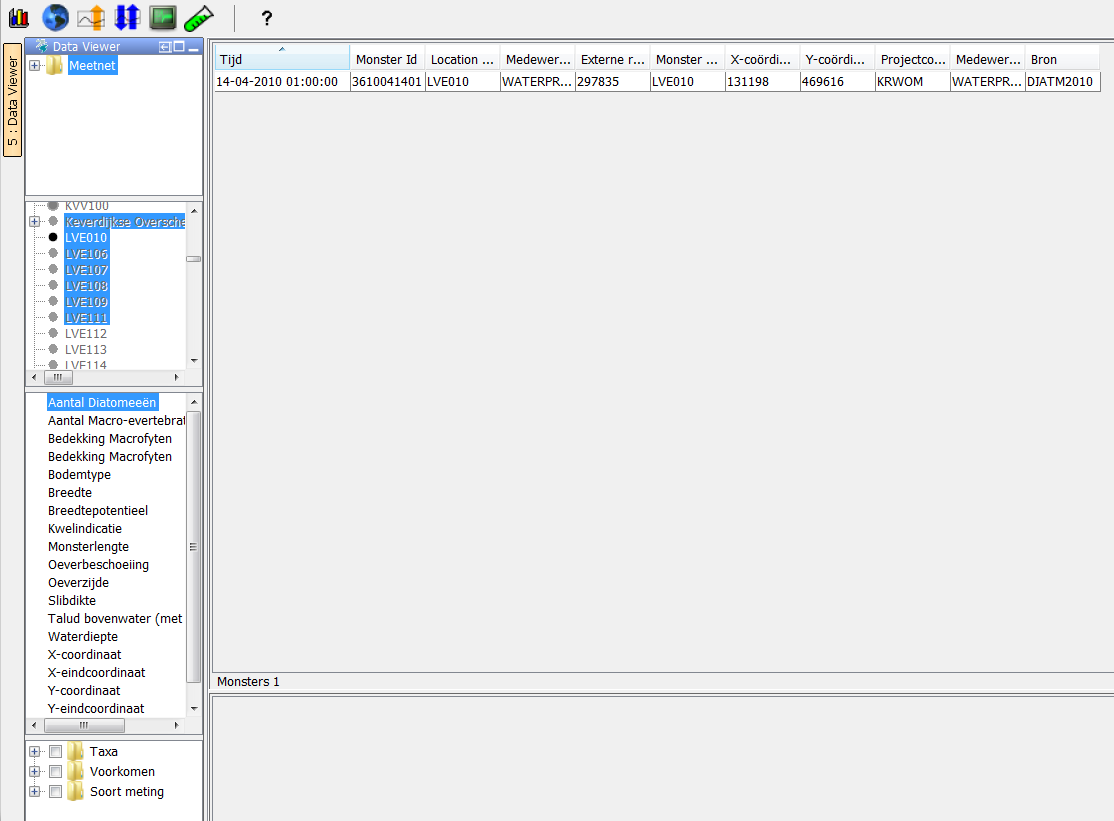 ?
5 : Data Viewer
Data Viewer
Meetnet
KVV100
Keverdijkse Oversche
LVE010
LVE106
LVE107
LVE108
LVE109
LVE111
LVE112
LVE113
LVE114
Aantal Diatomeeën
Aantal Macro-evertebrat
Bedekking Macrofyten
Bedekking Macrofyten
Bodemtype
Breedte
Breedtepotentieel
Kwelindicatie
Monsterlengte
Oeverbeschoeiing
Oeverzijde
Slibdikte
Talud bovenwater (met
Waterdiepte
X-coordinaat
X-eindcoordinaat
Y-coordinaat
Y-eindcoordinaat
Taxa
Voorkomen
Soort meting
Tijd Monster Id Location ... Medewer... Externe r... Monster ... X-coördi... Y-coördi... Projectco... Medewer... Bron
14-04-2010 01:00:00 3610041401 LVE010 WATERPR... 297835 LVE010 131198 469616 KRWOM WATERPR... DJATM2010
Monsters 1